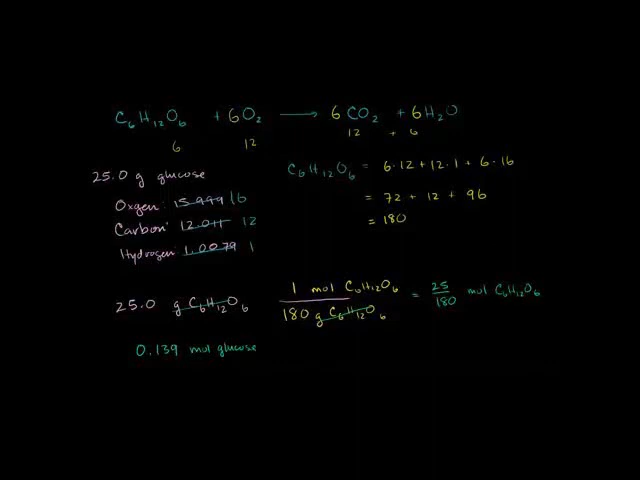 C₆H₁₂O₆ + 6O₂ → 6CO₂ + 6H₂O
6 12 12 + 6
25.0 g glucose
C₆H₁₂O₆ = 6·12 + 12·1 + 6·16
Oxgen: 15.999 16
= 72 + 12 + 96
Carbon: 12.011 12
= 180
Hydrogen: 1.0079 1
25.0 g C₆H₁₂O₆ 1 mol C₆H₁₂O₆ / 180 g C₆H₁₂O₆ = 25/180 mol C₆H₁₂O₆
0.139 mol glucose